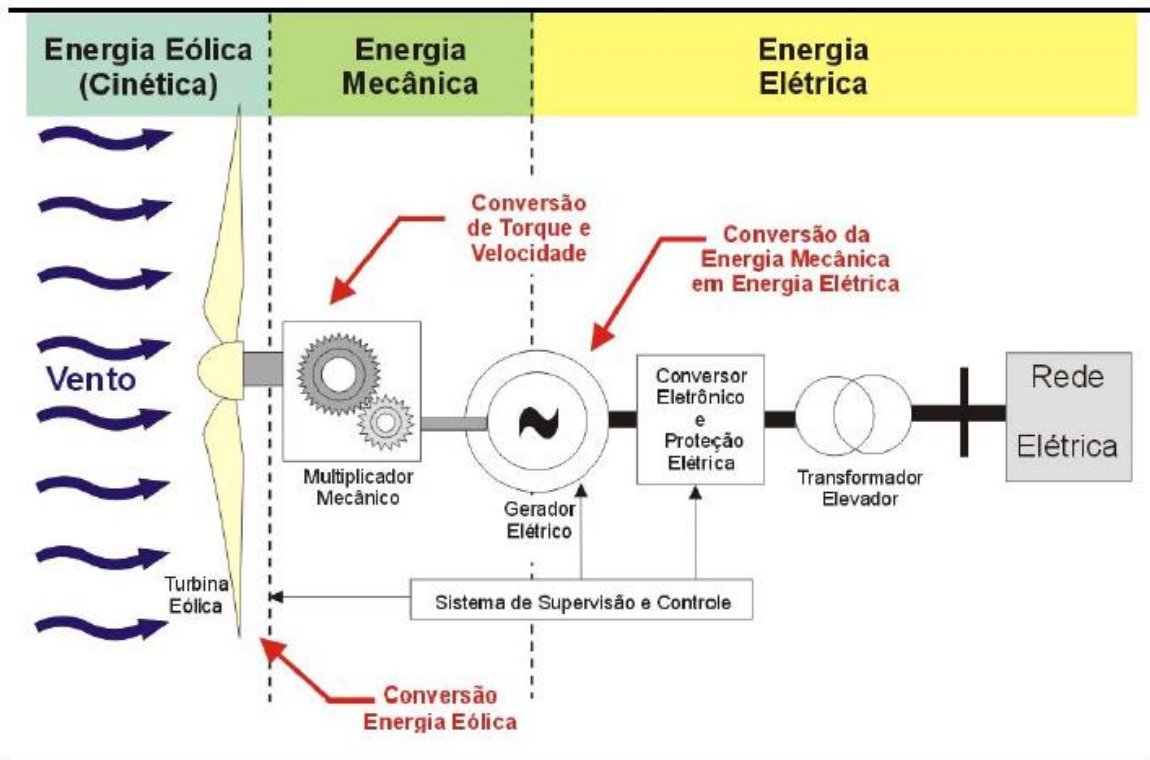 Energia Eólica
(Cinética)
Energia
Mecânica
Energia
Elétrica
Conversão
de Torque e
Velocidade
Conversão da
Energia Mecânica
em Energia Elétrica
Vento
Multiplicador
Mecânico
Gerador
Elétrico
Conversor
Eletrônico
e
Proteção
Elétrica
Transformador
Elevador
Rede
Elétrica
Turbina
Eólica
Sistema de Supervisão e Controle
Conversão
Energia Eólica